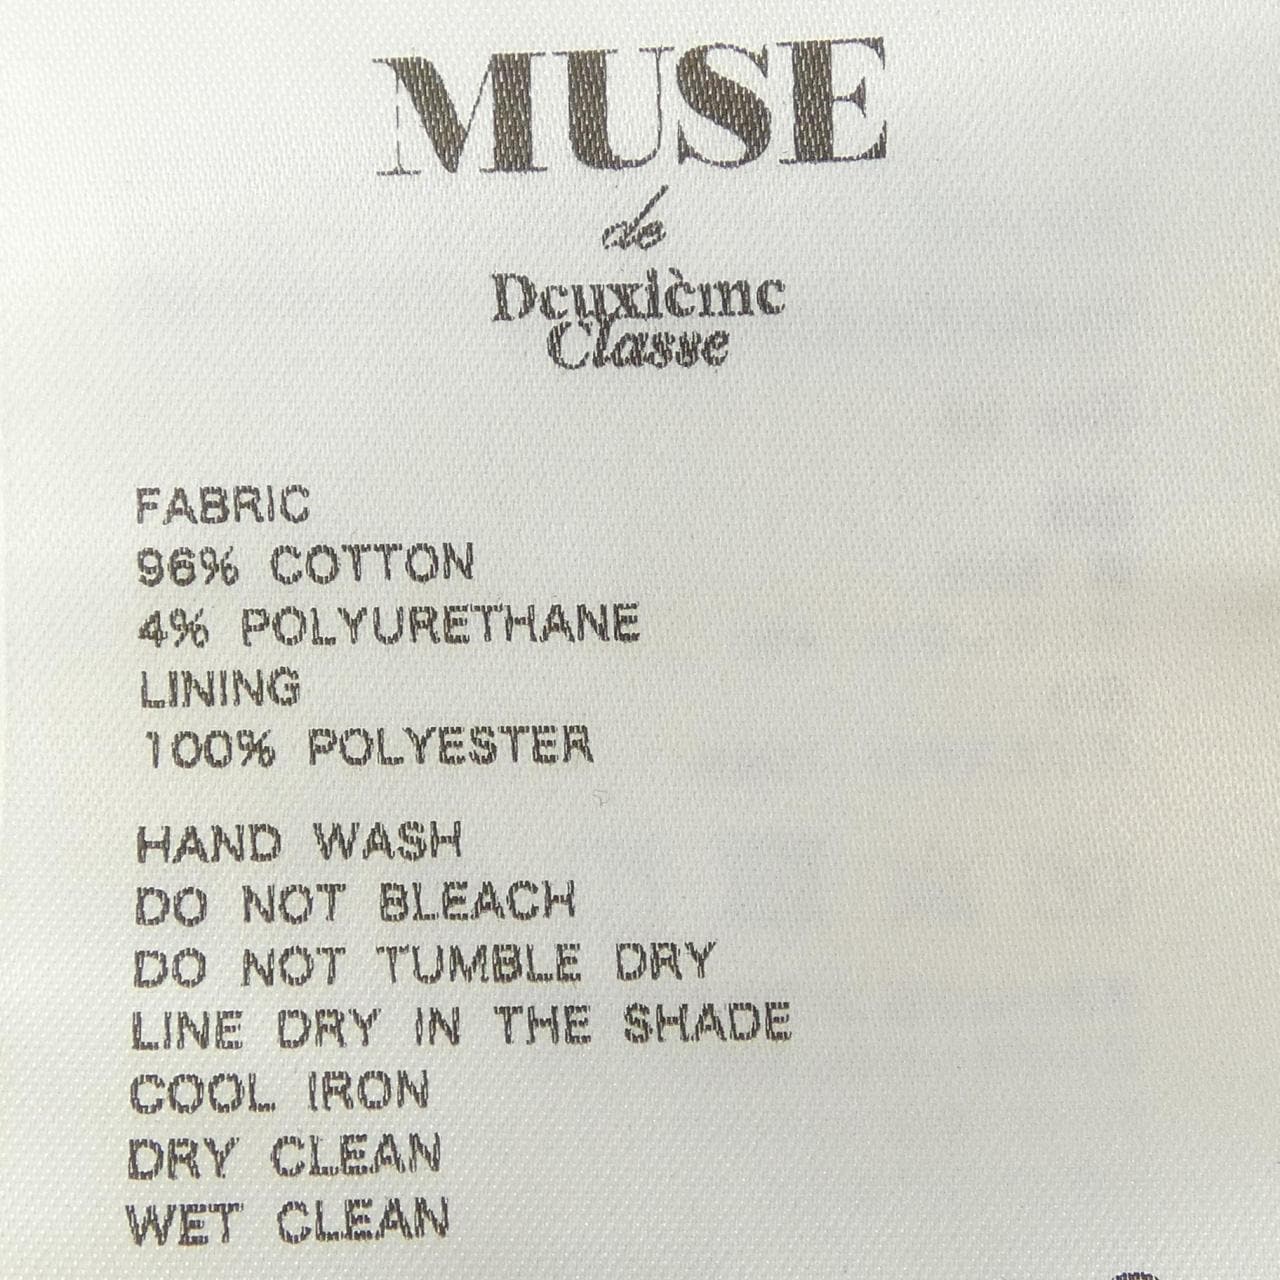 MUSE
de
Deuxième
Classe
FABRIC
96% COTTON
4% POLYURETHANE
LINING
100% POLYESTER
HAND WASH
DO NOT BLEACH
DO NOT TUMBLE DRY
LINE DRY IN THE SHADE
COOL IRON
DRY CLEAN
WET CLEAN